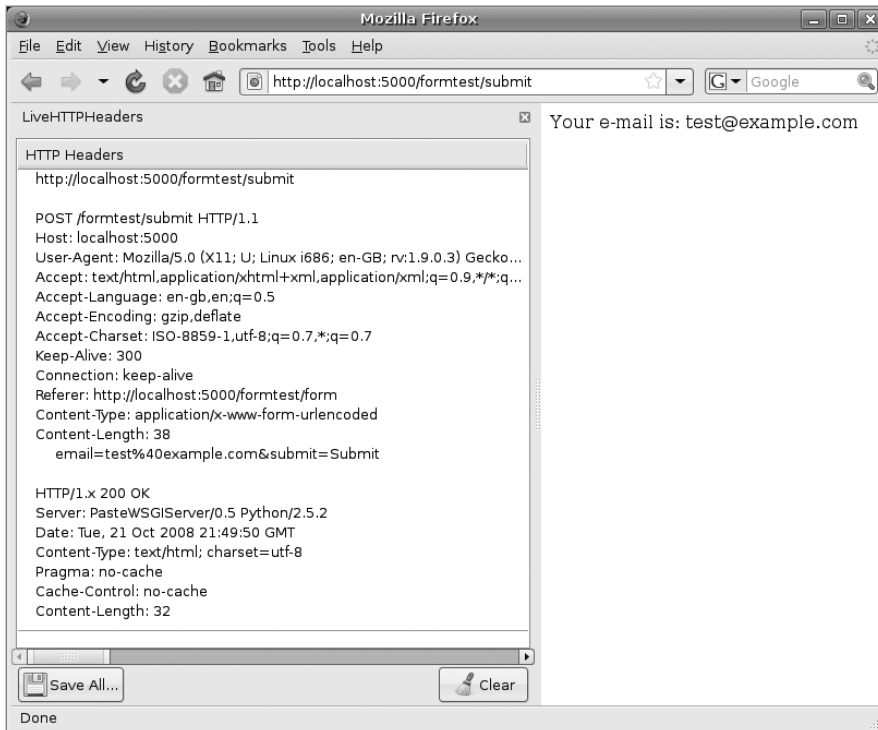 Mozilla Firefox
File Edit View History Bookmarks Tools Help
http://localhost:5000/formtest/submit
G Google
LiveHTTPHeaders
HTTP Headers
http://localhost:5000/formtest/submit
POST /formtest/submit HTTP/1.1
Host: localhost:5000
User-Agent: Mozilla/5.0 (X11; U; Linux i686; en-GB; rv:1.9.0.3) Gecko...
Accept: text/html,application/xhtml+xml,application/xml;q=0.9,*/*;q...
Accept-Language: en-gb,en;q=0.5
Accept-Encoding: gzip,deflate
Accept-Charset: ISO-8859-1,utf-8;q=0.7,*;q=0.7
Keep-Alive: 300
Connection: keep-alive
Referer: http://localhost:5000/formtest/form
Content-Type: application/x-www-form-urlencoded
Content-Length: 38
email=test%40example.com&submit=Submit
HTTP/1.x 200 OK
Server: PasteWSGIServer/0.5 Python/2.5.2
Date: Tue, 21 Oct 2008 21:49:50 GMT
Content-Type: text/html; charset=utf-8
Pragma: no-cache
Cache-Control: no-cache
Content-Length: 32
Save All...
Clear
Your e-mail is: test@example.com
Done